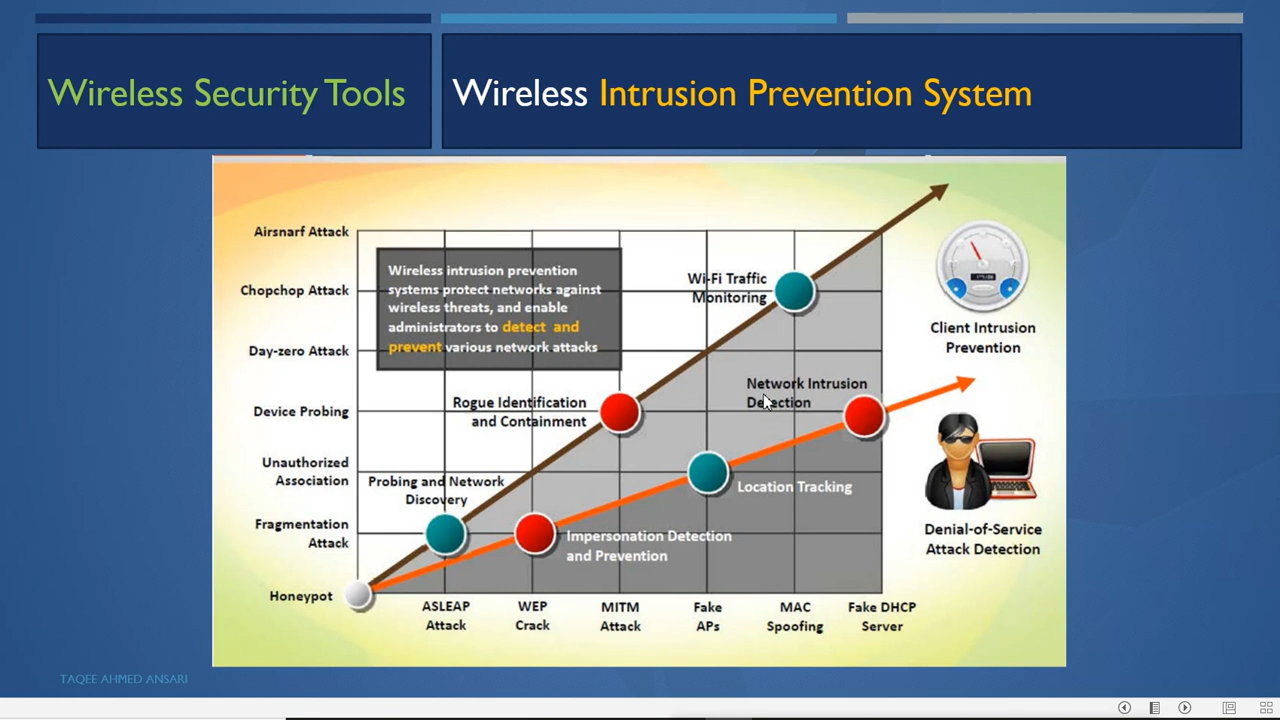 Wireless Security Tools
Wireless Intrusion Prevention System
Airsnarf Attack
Chopchop Attack
Day-zero Attack
Device Probing
Unauthorized
Association
Fragmentation
Attack
Honeypot
Wireless intrusion prevention
systems protect networks against
wireless threats, and enable
administrators to detect and
prevent various network attacks
Wi-Fi Traffic
Monitoring
Network Intrusion
Detection
Rogue Identification
and Containment
Probing and Network
Discovery
Location Tracking
Impersonation Detection
and Prevention
ASLEAP
Attack
WEP
Crack
MITM
Attack
Fake
APs
MAC
Spoofing
Fake DHCP
Server
Client Intrusion
Prevention
Denial-of-Service
Attack Detection
TAQEE AHMED ANSARI